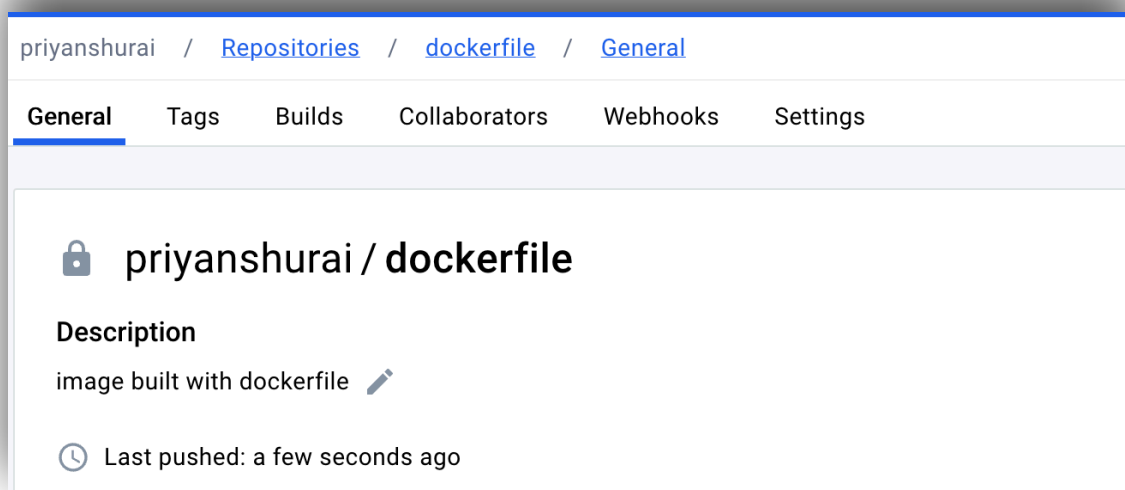 priyanshurai / Repositories / dockerfile / General
General Tags Builds Collaborators Webhooks Settings
priyanshurai / dockerfile
Description
image built with dockerfile
Last pushed: a few seconds ago